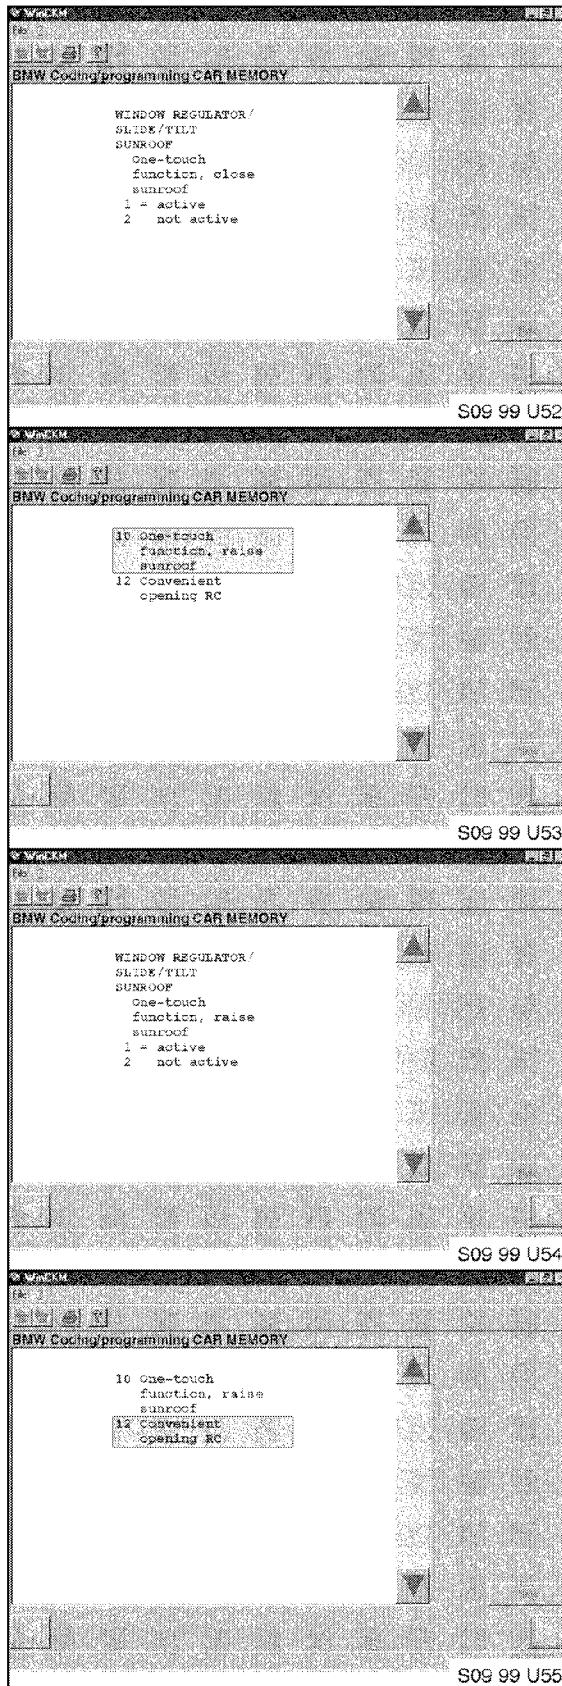 WinCKM
File ?
BMW Coding/programming CAR MEMORY
WINDOW REGULATOR/
SLIDE/TILT
SUNROOF
One-touch
function, close
sunroof
1 = active
2 not active
S09 99 U52
WinCKM
File ?
BMW Coding/programming CAR MEMORY
10 One-touch
function, raise
sunroof
12 Convenient
opening RC
S09 99 U53
WinCKM
File ?
BMW Coding/programming CAR MEMORY
WINDOW REGULATOR/
SLIDE/TILT
SUNROOF
One-touch
function, raise
sunroof
1 = active
2 not active
S09 99 U54
WinCKM
File ?
BMW Coding/programming CAR MEMORY
10 One-touch
function, raise
sunroof
12 Convenient
opening RC
S09 99 U55